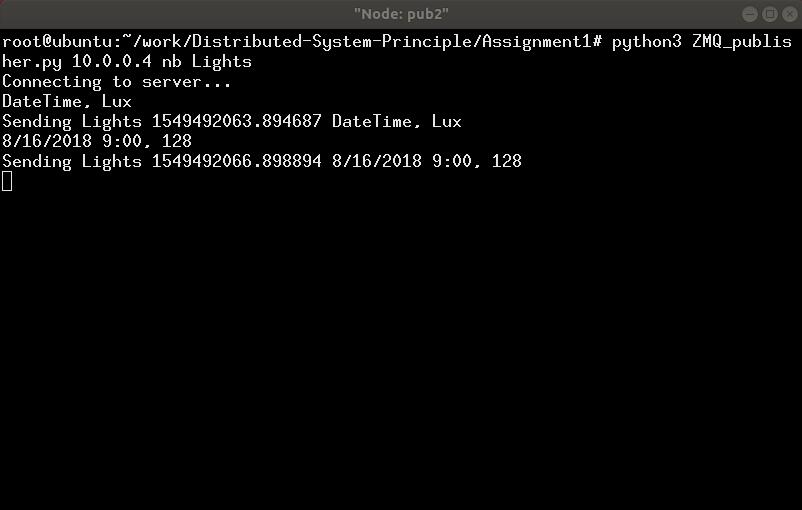 "Node: pub2"
root@ubuntu:~/work/Distributed-System-Principle/Assignment1# python3 ZMQ_publis
her.py 10.0.0.4 nb Lights
Connecting to server...
DateTime, Lux
Sending Lights 1549492063.894687 DateTime, Lux
8/16/2018 9:00, 128
Sending Lights 1549492066.898894 8/16/2018 9:00, 128